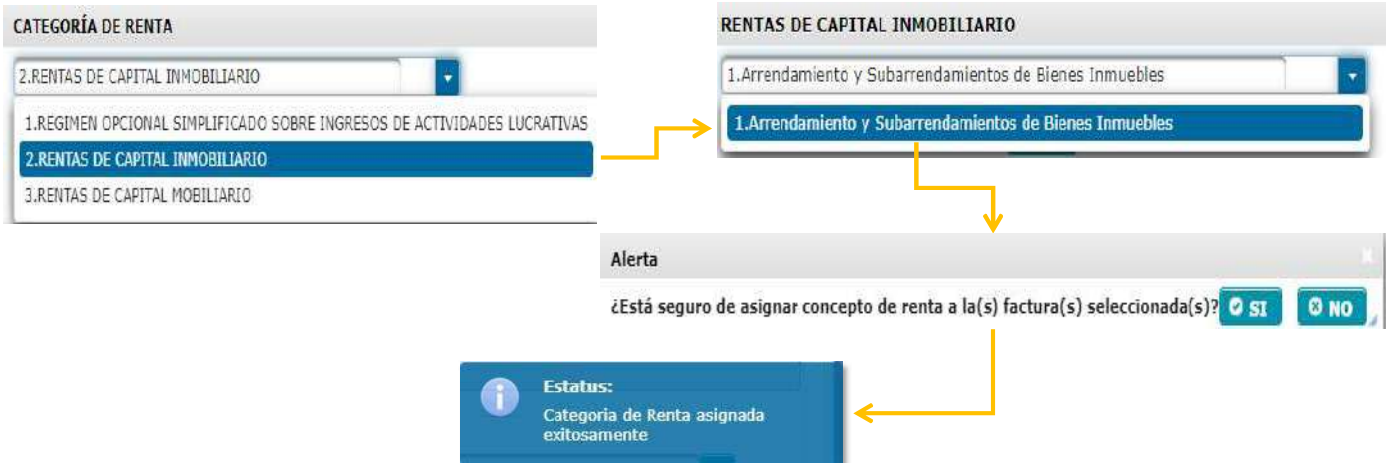 CATEGORÍA DE RENTA
2.RENTAS DE CAPITAL INMOBILIARIO
1.REGIMEN OPCIONAL SIMPLIFICADO SOBRE INGRESOS DE ACTIVIDADES LUCRATIVAS
2.RENTAS DE CAPITAL INMOBILIARIO
3.RENTAS DE CAPITAL MOBILIARIO
RENTAS DE CAPITAL INMOBILIARIO
1.Arrendamiento y Subarrendamientos de Bienes Inmuebles
1.Arrendamiento y Subarrendamientos de Bienes Inmuebles
Alerta
¿Está seguro de asignar concepto de renta a la(s) factura(s) seleccionada(s)? SI NO
Estatus:
Categoria de Renta asignada
exitosamente